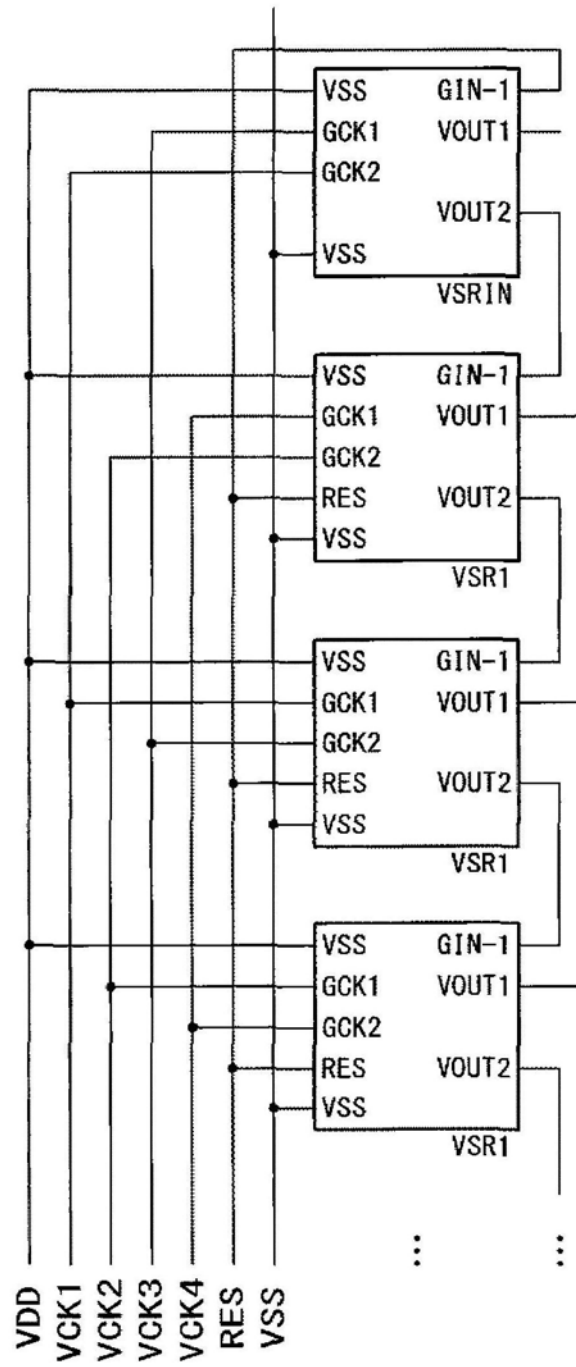 VSS GIN-1
GCK1 VOUT1
GCK2
VOUT2
VSS
VSRIN
VSS GIN-1
GCK1 VOUT1
GCK2
RES VOUT2
VSS
VSR1
VSS GIN-1
GCK1 VOUT1
GCK2
RES VOUT2
VSS
VSR1
VSS GIN-1
GCK1 VOUT1
GCK2
RES VOUT2
VSS
VSR1
... ...
VDD
VCK1
VCK2
VCK3
VCK4
RES
VSS